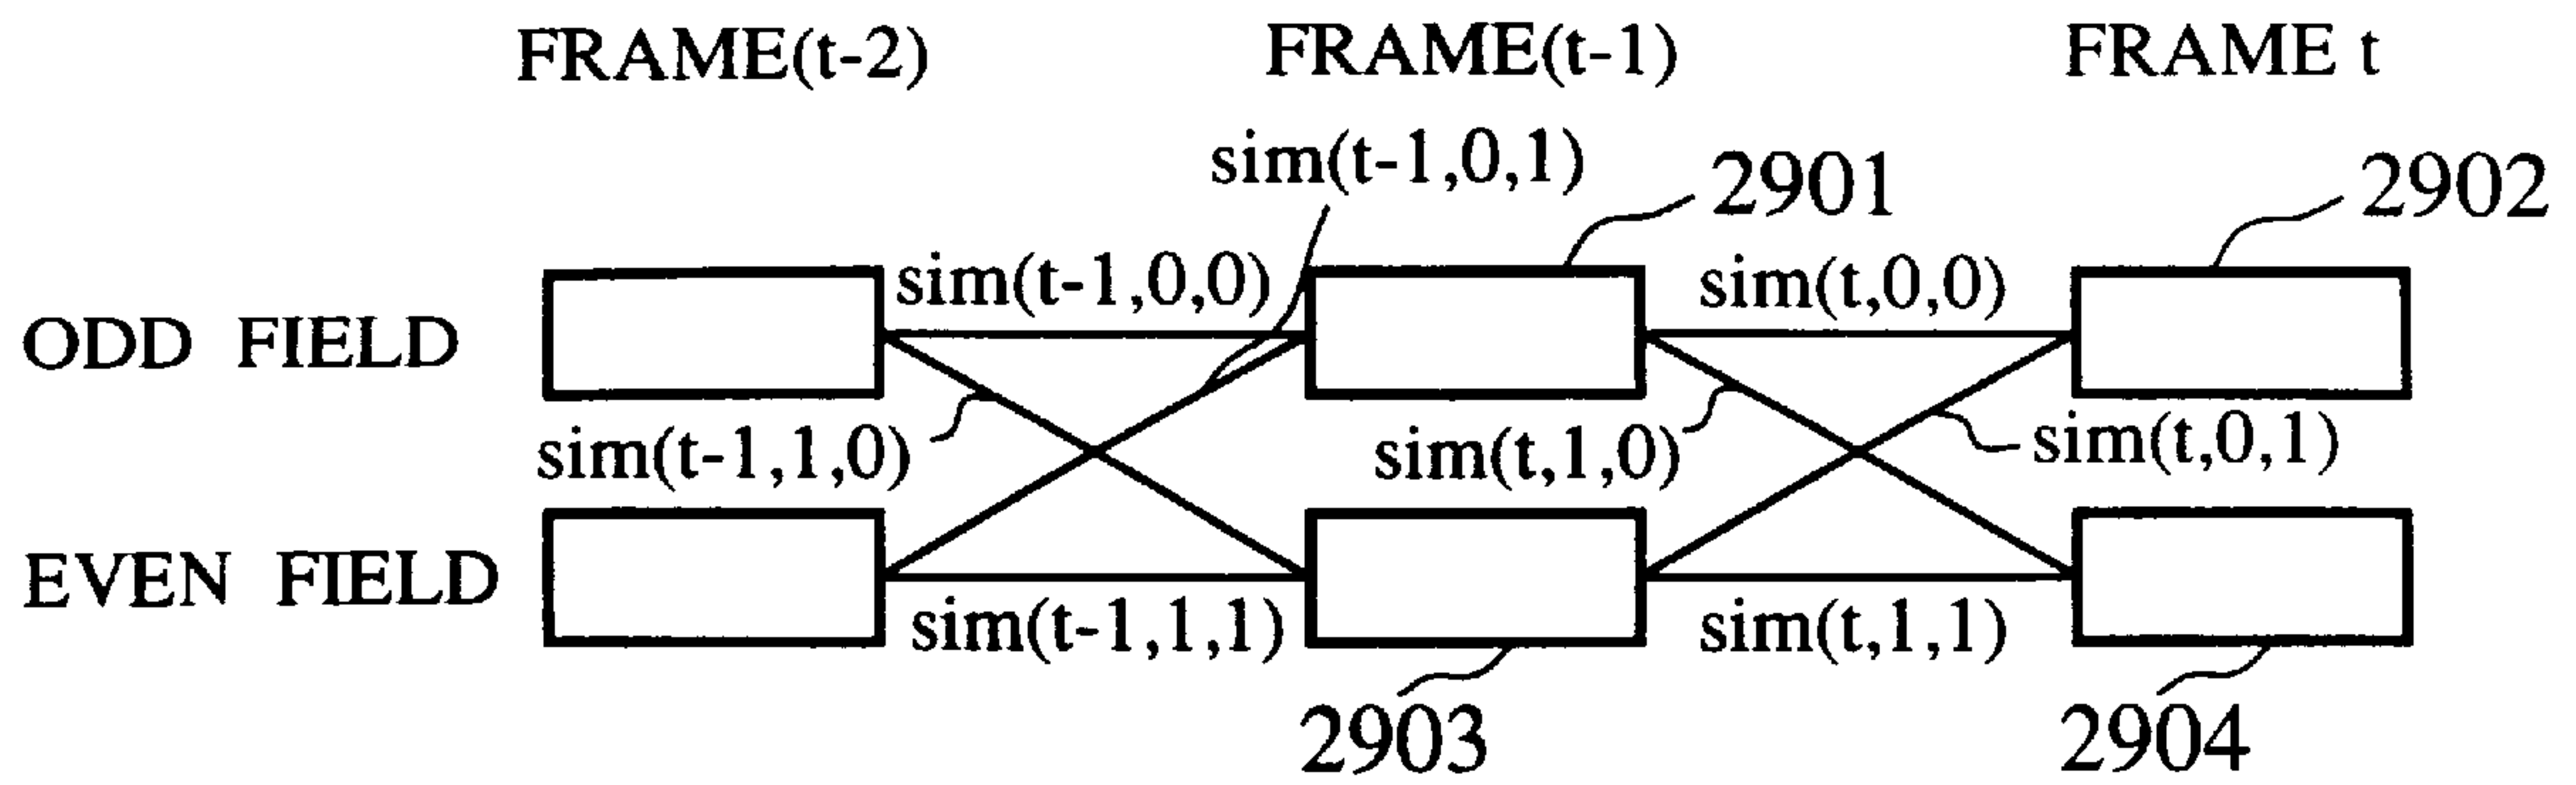 FRAME(t-2)
FRAME(t-1)
FRAME t
sim(t-1,0,1)
2901
2902
sim(t-1,0,0)
sim(t,0,0)
ODD FIELD
sim(t-1,1,0)
sim(t,1,0)
sim(t,0,1)
EVEN FIELD
sim(t-1,1,1)
sim(t,1,1)
2903
2904